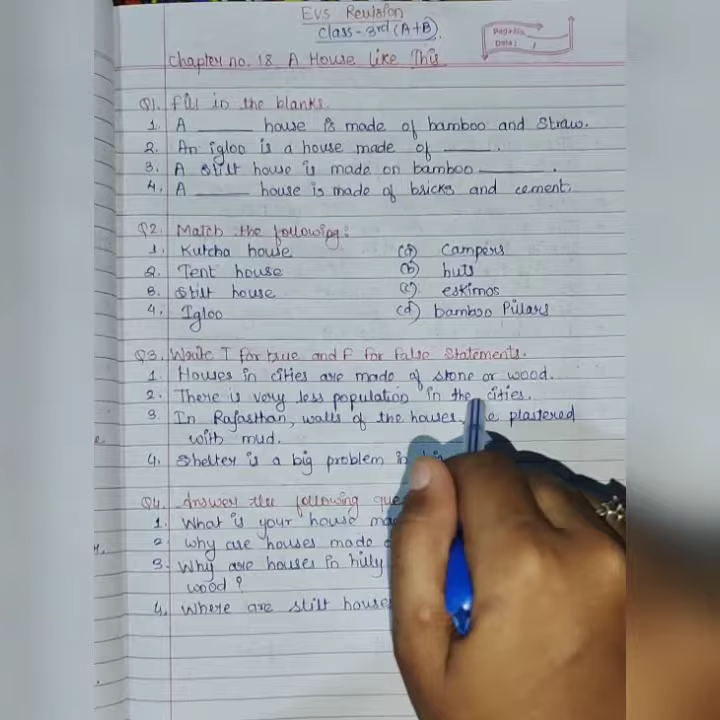 EVS Revision
Class-3rd (A+B)
Page No.
Date:
Chapter no. 18 A House like This
Q1. Fill in the blanks.
1. A ______ house is made of bamboo and straw.
2. An igloo is a house made of ______.
3. A stilt house is made on bamboo ______.
4. A ______ house is made of bricks and cement.
Q2. Match the following:
1. Kutcha house (a) Campers
2. Tent house (b) huts
3. Stilt house (c) eskimos
4. Igloo (d) bamboo Pillars
Q3. Write T for true and F for False Statements.
1. Houses in cities are made of stone or wood.
2. There is very less population in the cities.
3. In Rajasthan, walls of the houses plastered
with mud.
4. Shelter is a big problem in
Q4. Answer the following
1. What is your house
2. Why are houses made
3. Why are houses in hilly
wood?
4. Where are stilt